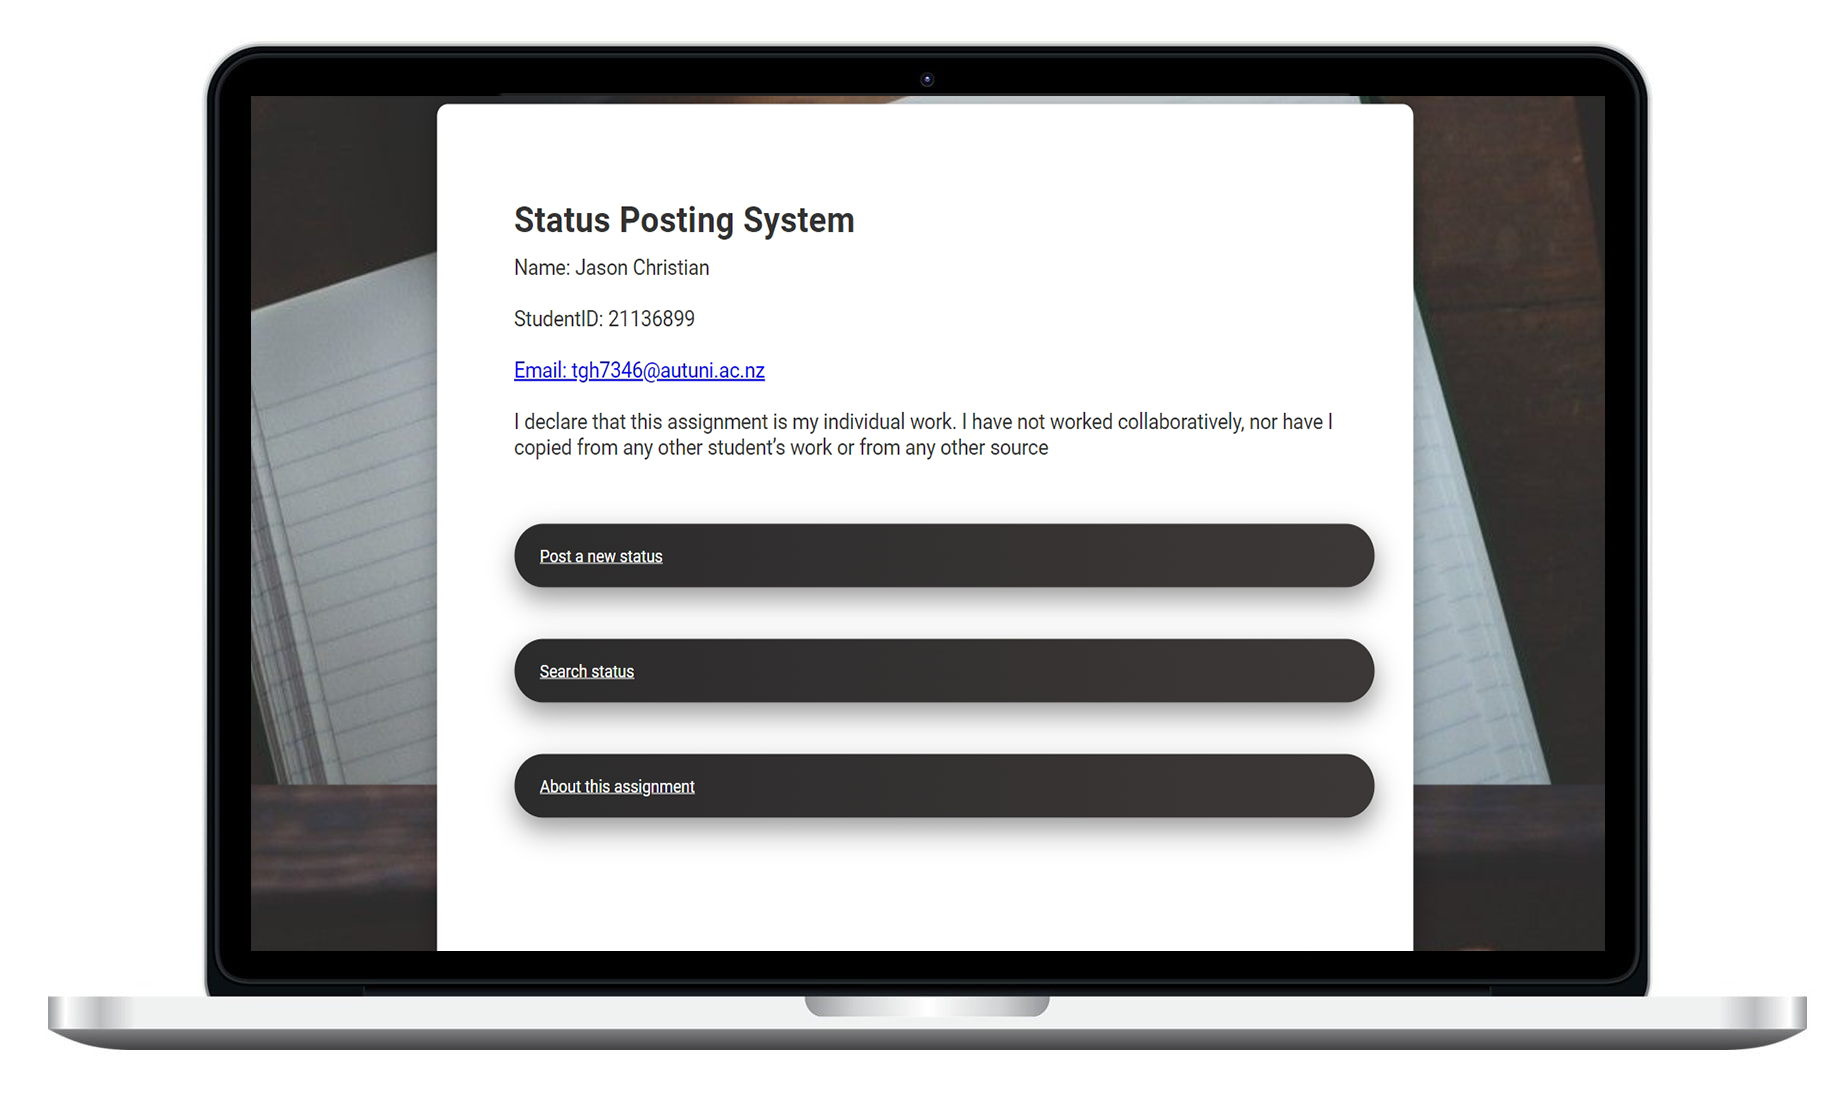 Status Posting System
Name: Jason Christian
StudentID: 21136899
Email: tgh7346@autuni.ac.nz
I declare that this assignment is my individual work. I have not worked collaboratively, nor have I
copied from any other student’s work or from any other source
Post a new status
Search status
About this assignment